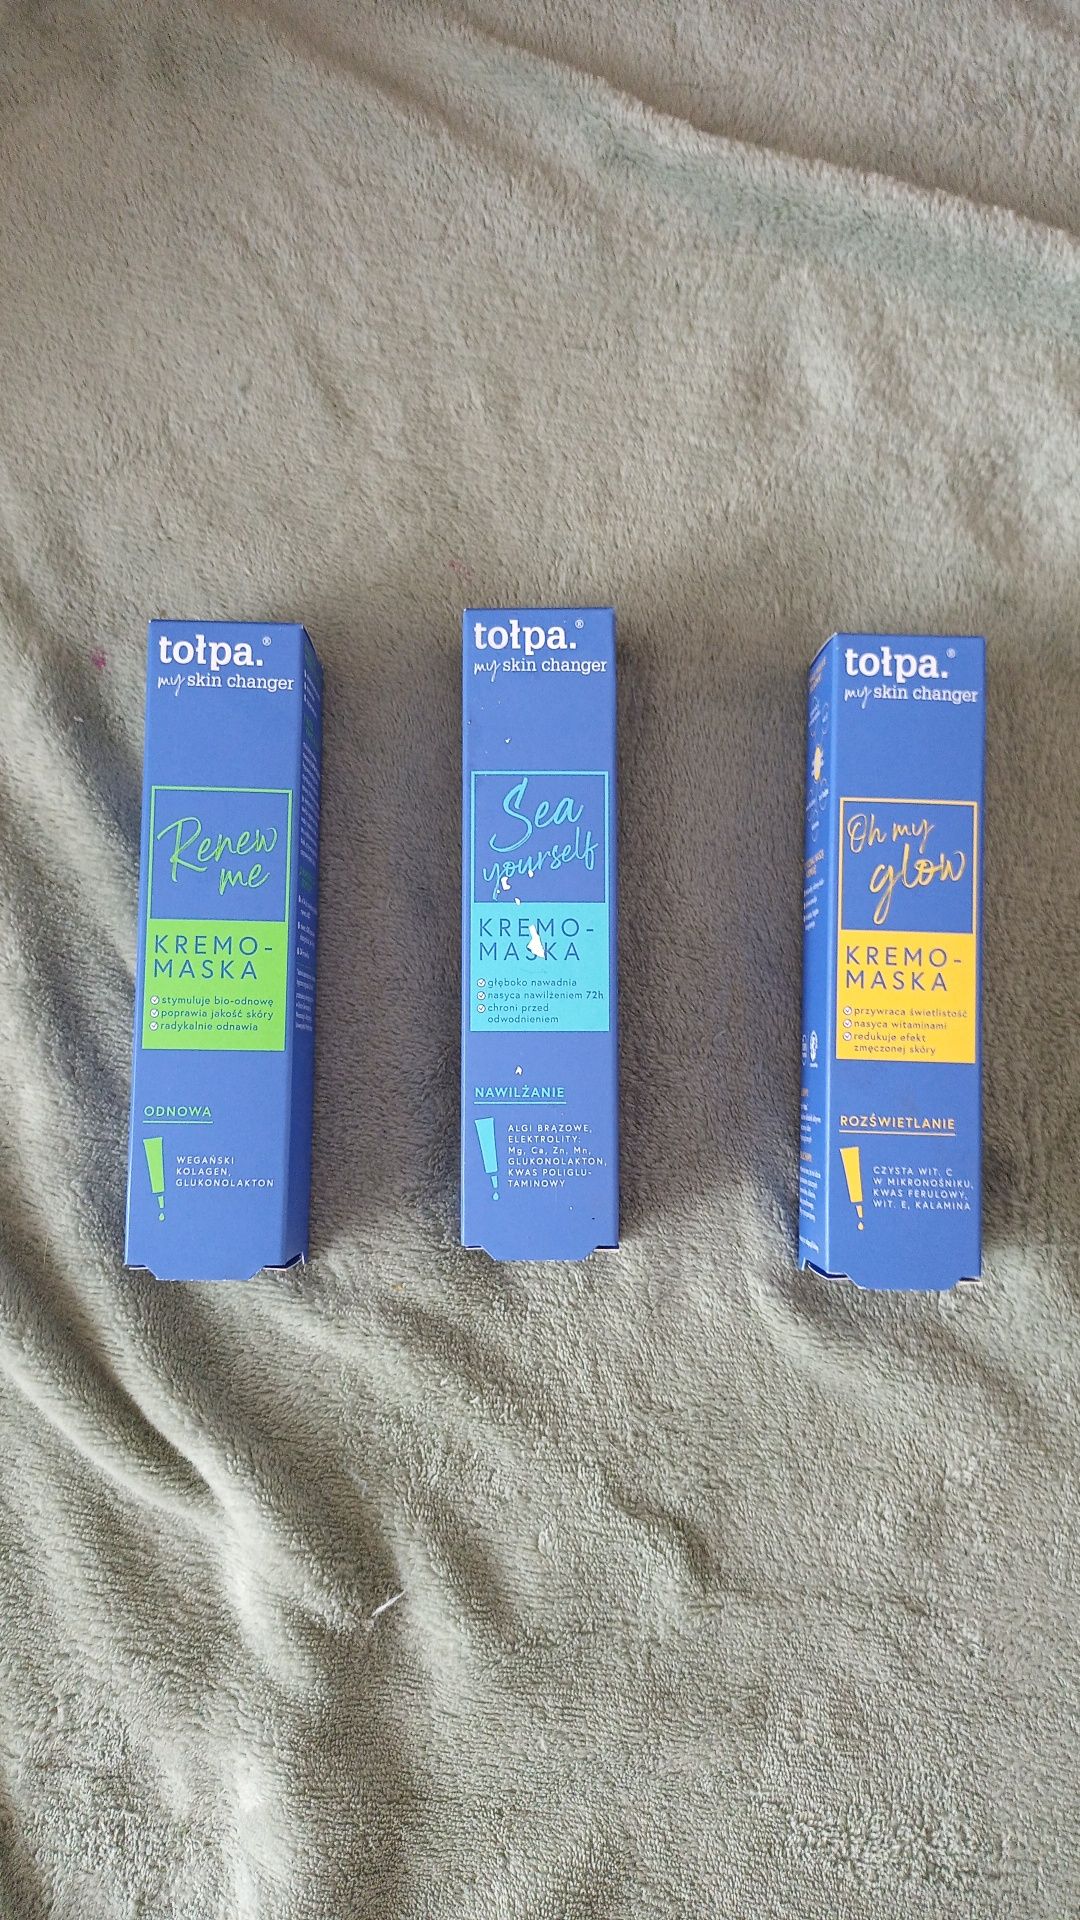 tołpa.®
my skin changer
Renew
me
KREMO-
MASKA
stymuluje bio-odnowę
poprawia jakość skóry
radykalnie odnawia
ODNOWA
WEGAŃSKI
KOLAGEN,
GLUKONOLAKTON
tołpa.®
my skin changer
Sea
yourself
KREMO-
MASKA
głęboko nawadnia
nasyca nawilżeniem 72h
chroni przed
odwodnieniem
NAWILŻANIE
ALGI BRĄZOWE,
ELEKTROLITY:
Mg, Ca, Zn, Mn,
GLUKONOLAKTON,
KWAS POLIGLU-
TAMINOWY
tołpa.®
my skin changer
Oh my
glow
KREMO-
MASKA
przywraca świetlistość
nasyca witaminami
redukuje efekt
zmęczonej skóry
ROZŚWIETLANIE
CZYSTA WIT. C
W MIKRONOŚNIKU,
KWAS FERULOWY,
WIT. E, KALAMINA